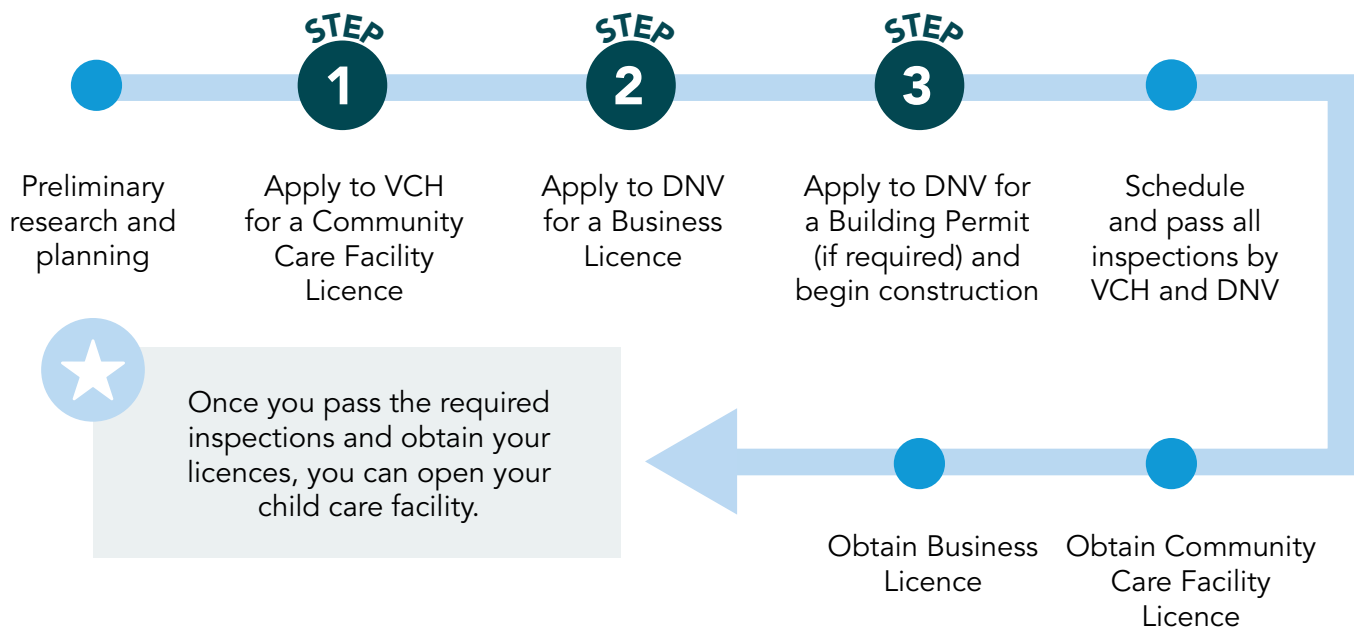 STEP
1
STEP
2
STEP
3
Preliminary
research and
planning
Apply to VCH
for a Community
Care Facility
Licence
Apply to DNV
for a Business
Licence
Apply to DNV for
a Building Permit
(if required) and
begin construction
Schedule
and pass all
inspections by
VCH and DNV
Obtain Community
Care Facility
Licence
Obtain Business
Licence
Once you pass the required
inspections and obtain your
licences, you can open your
child care facility.